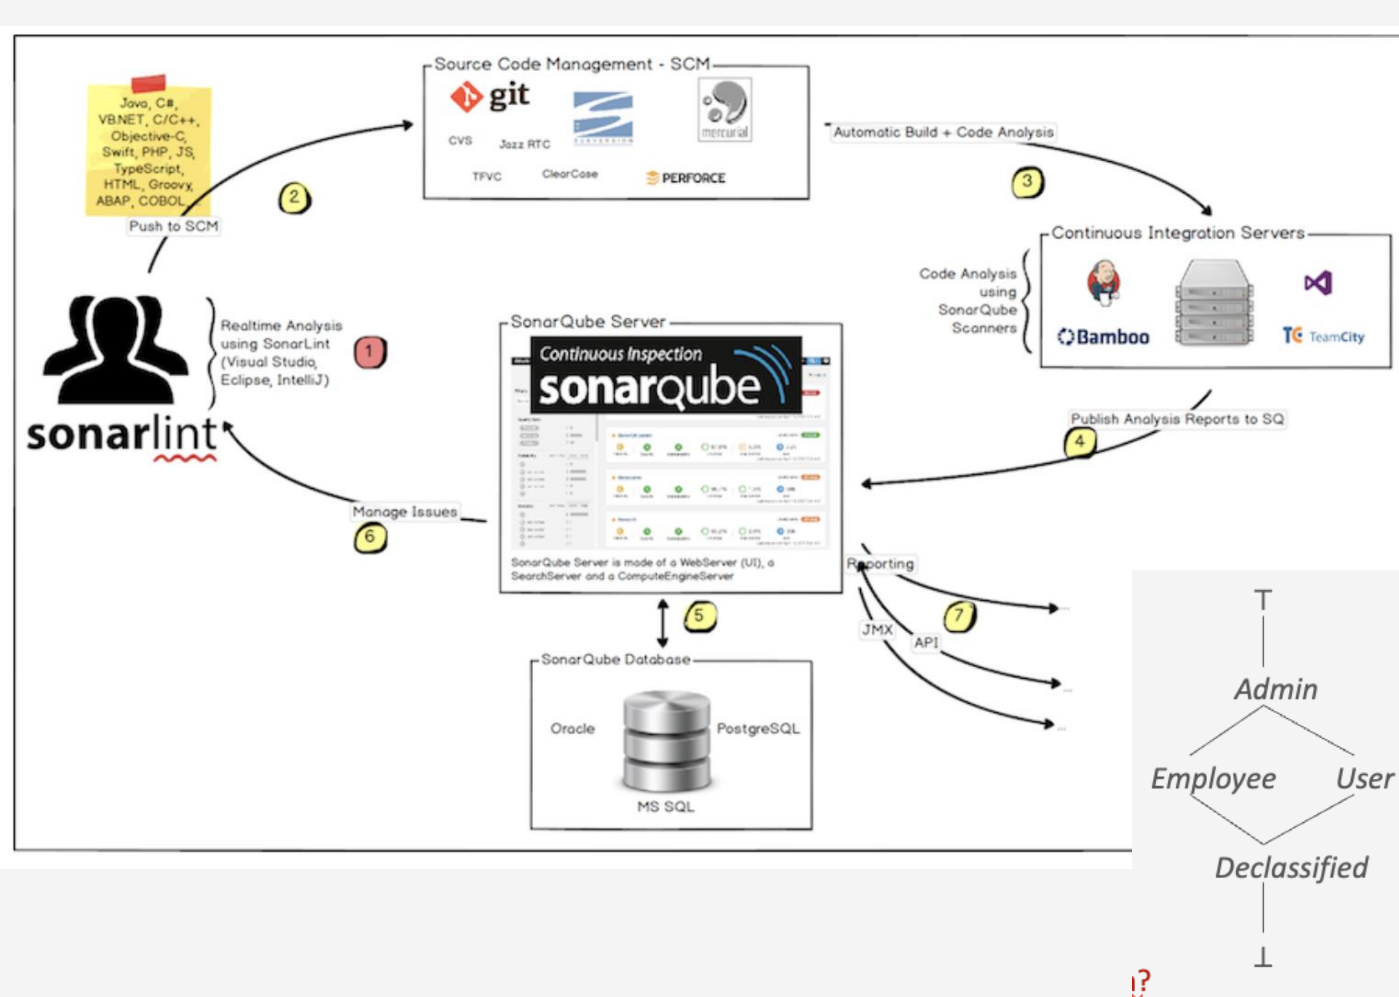 Java, C#,
VB.NET, C/C++,
Objective-C,
Swift, PHP, JS,
TypeScript,
HTML, Groovy,
ABAP, COBOL,
Push to SCM
2
Source Code Management - SCM
git
SUBVERSION
mercurial
CVS
Jazz RTC
TFVC
ClearCase
PERFORCE
Automatic Build + Code Analysis
3
Continuous Integration Servers
Bamboo
TC TeamCity
Code Analysis
using
SonarQube
Scanners
Realtime Analysis
using SonarLint
(Visual Studio,
Eclipse, IntelliJ)
1
sonarlint
SonarQube Server
Continuous Inspection
sonarqube
SonarQube Server is made of a WebServer (UI), a
SearchServer and a ComputeEngineServer
Publish Analysis Reports to SQ
4
Manage Issues
6
5
SonarQube Database
Oracle
PostgreSQL
MS SQL
Reporting
7
JMX
API
...
...
...
⊤
Admin
Employee
User
Declassified
⊥
?